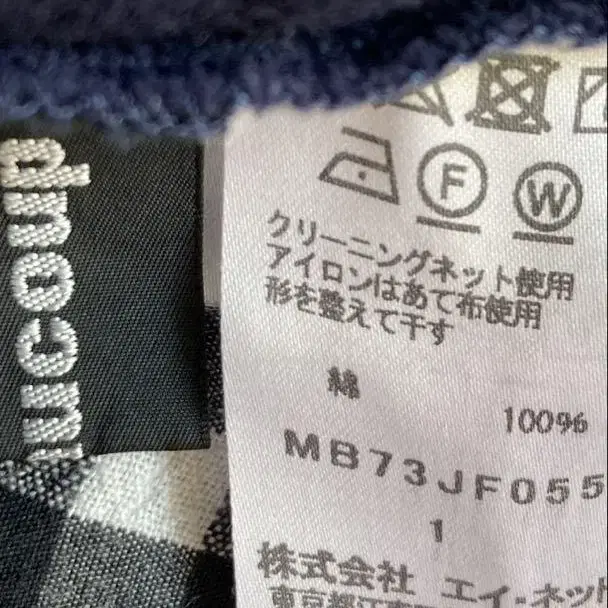 ucoup
F W
クリーニングネット使用
アイロンはあて布使用
形を整えて干す
綿
100%
MB73JF055
1
株式会社 エイ・ネット